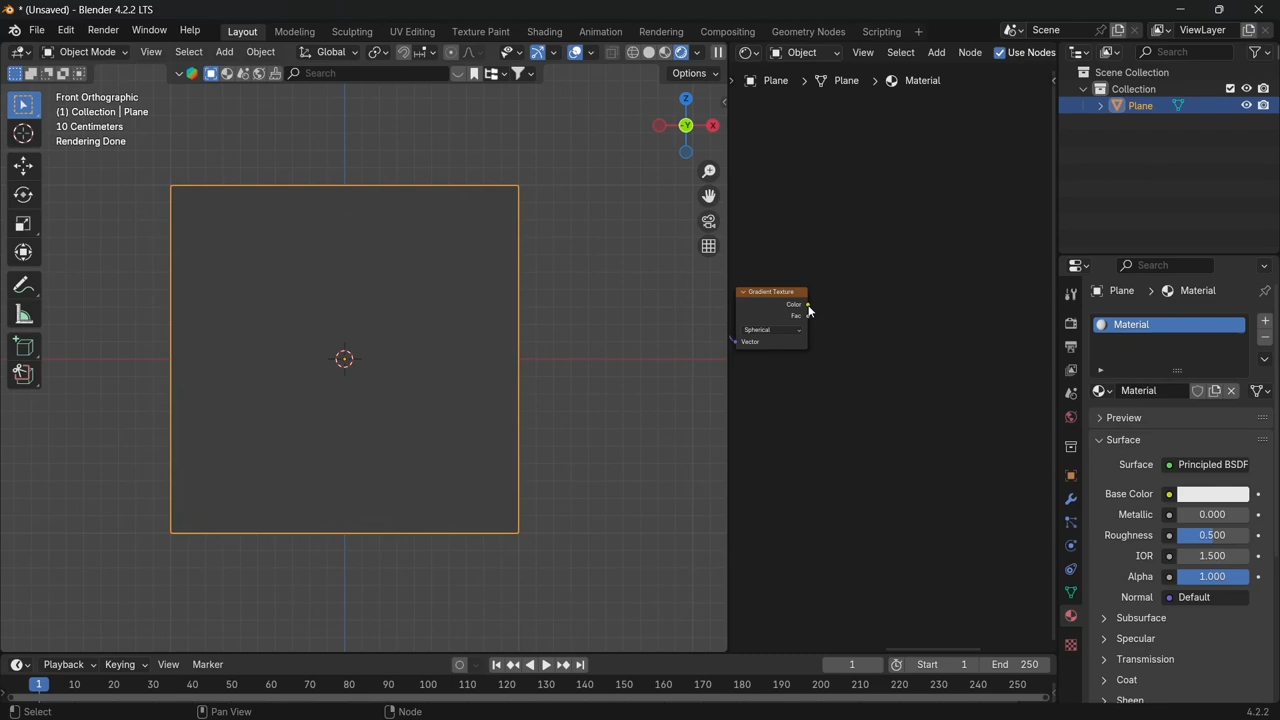 * (Unsaved) - Blender 4.2.2 LTS
File Edit Render Window Help Layout Modeling Sculpting UV Editing Texture Paint Shading Animation Rendering Compositing Geometry Nodes Scripting + Scene ViewLayer
Object Mode View Select Add Object Global Object View Select Add Node Use Nodes Search
Search Options
Plane > Plane > Material
Scene Collection
Collection
Plane
Front Orthographic
(1) Collection | Plane
10 Centimeters
Rendering Done
Z
-Y X
Gradient Texture
Color
Fac
Spherical
Vector
Search
Plane > Material
Material
Material
Preview
Surface
Surface Principled BSDF
Base Color
Metallic 0.000
Roughness 0.500
IOR 1.500
Alpha 1.000
Normal Default
Subsurface
Specular
Transmission
Coat
Sheen
Playback Keying View Marker 1 Start 1 End 250
1 10 20 30 40 50 60 70 80 90 100 110 120 130 140 150 160 170 180 190 200 210 220 230 240 250
Select Pan View Node 4.2.2